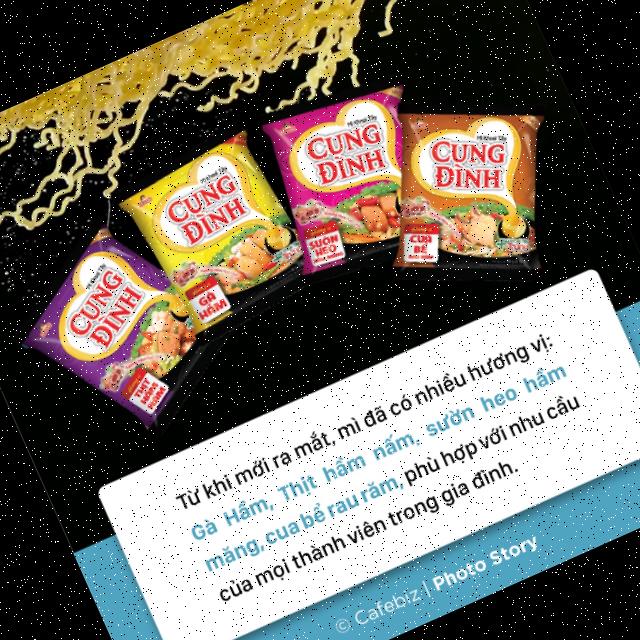 CUNG
ĐÌNH
CUNG
ĐÌNH
GÀ
HẦM
CUNG
ĐÌNH
SƯỜN
HEO
CUNG
ĐÌNH
CUA
BỂ
Từ khi mới ra mắt, mì đã có nhiều hương vị:
Gà Hầm, Thịt hầm nấm, sườn heo hầm
măng, cua bể rau răm, phù hợp với nhu cầu
của mọi thành viên trong gia đình.
© Cafebiz | Photo Story